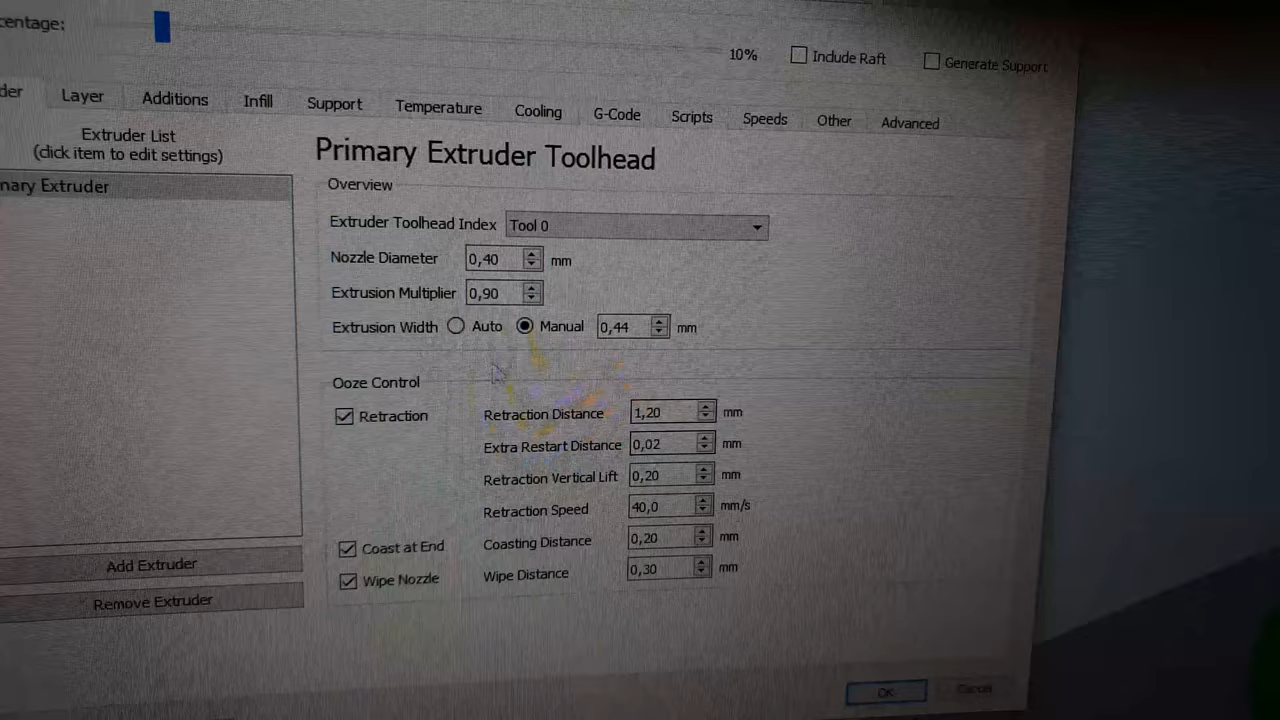 centage:
10% Include Raft Generate Support
der Layer Additions Infill Support Temperature Cooling G-Code Scripts Speeds Other Advanced
Extruder List
(click item to edit settings)
nary Extruder
Add Extruder
Remove Extruder
Primary Extruder Toolhead
Overview
Extruder Toolhead Index Tool 0
Nozzle Diameter 0,40 mm
Extrusion Multiplier 0,90
Extrusion Width Auto Manual 0,44 mm
Ooze Control
Retraction Retraction Distance 1,20 mm
Extra Restart Distance 0,02 mm
Retraction Vertical Lift 0,20 mm
Retraction Speed 40,0 mm/s
Coast at End Coasting Distance 0,20 mm
Wipe Nozzle Wipe Distance 0,30 mm
OK Cancel